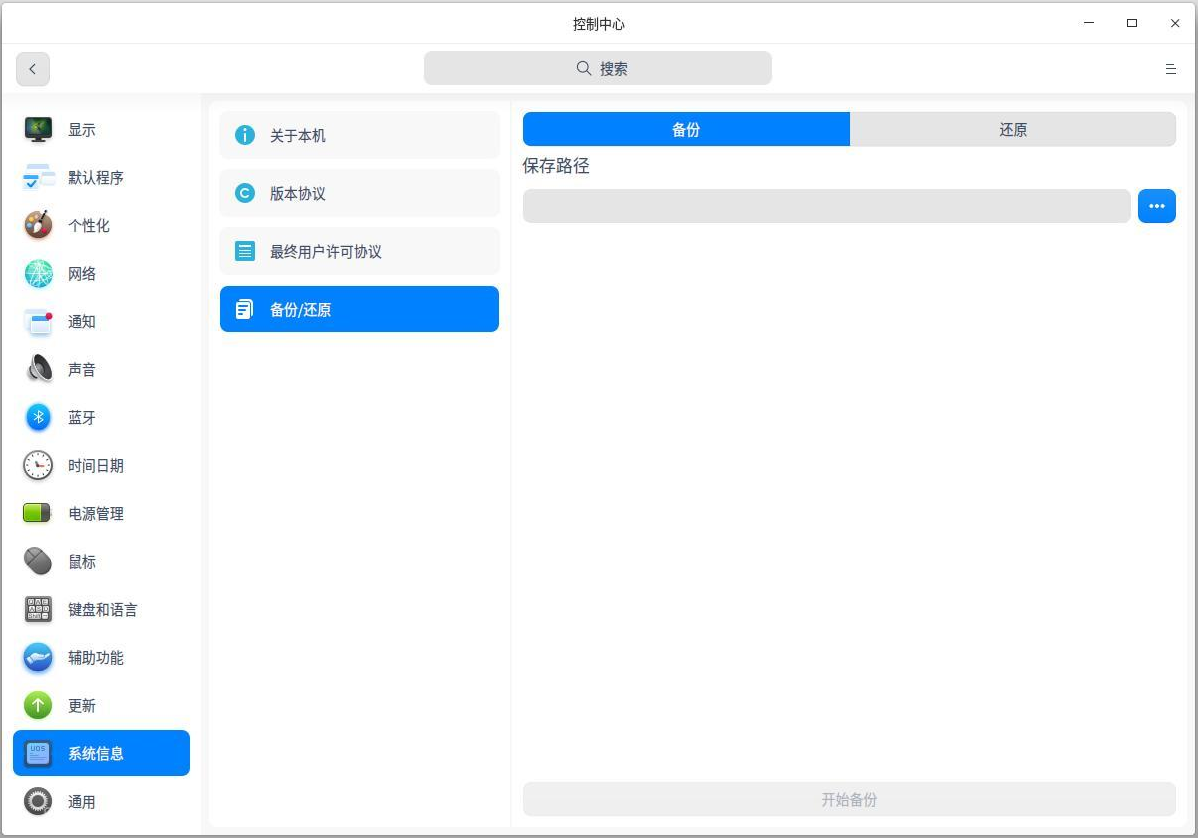 控制中心
搜索
显示
默认程序
个性化
网络
通知
声音
蓝牙
时间日期
电源管理
鼠标
键盘和语言
辅助功能
更新
UOS
系统信息
通用
关于本机
版本协议
最终用户许可协议
备份/还原
备份
还原
保存路径
开始备份